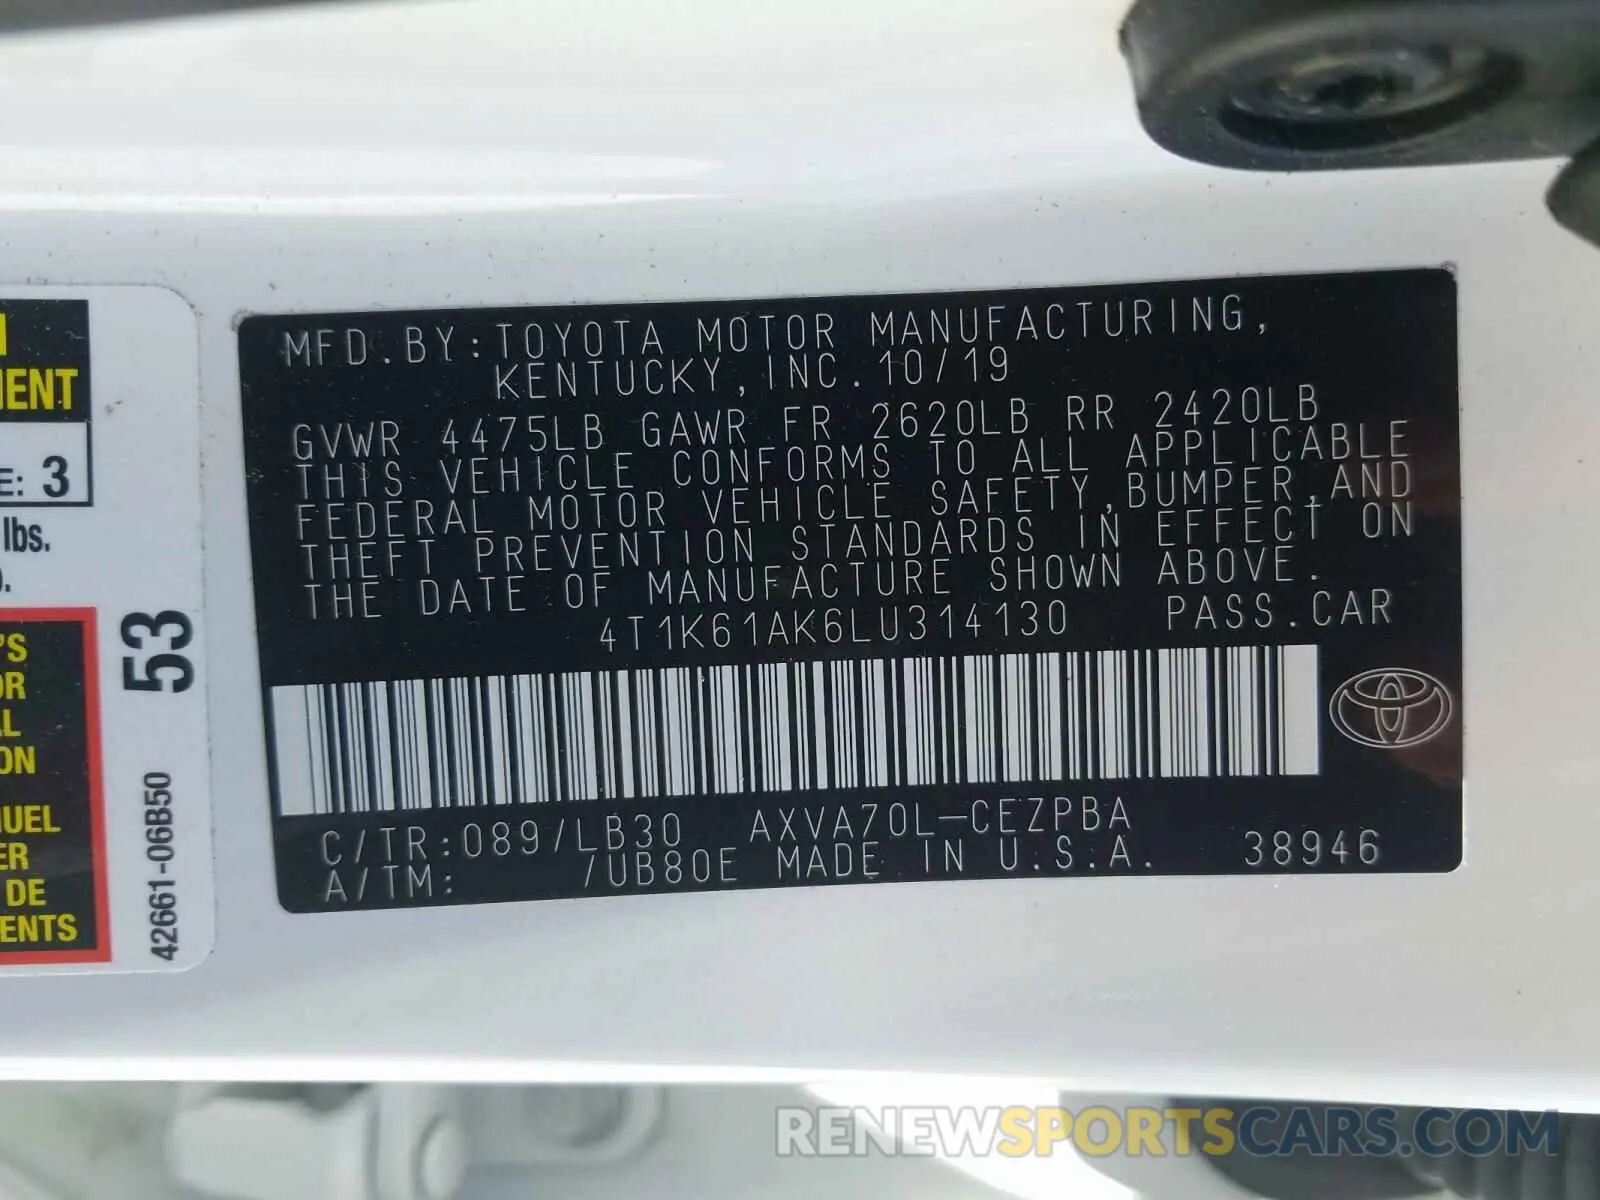 MFD.BY:TOYOTA MOTOR MANUFACTURING,
KENTUCKY,INC.10/19
GVWR 4475LB GAWR FR 2620LB RR 2420LB
THIS VEHICLE CONFORMS TO ALL APPLICABLE
FEDERAL MOTOR VEHICLE SAFETY,BUMPER,AND
THEFT PREVENTION STANDARDS IN EFFECT ON
THE DATE OF MANUFACTURE SHOWN ABOVE.
4T1K61AK6LU314130 PASS.CAR
C/TR:089/LB30 AXVA70L-CEZPBA
A/TM: /UB80E MADE IN U.S.A. 38946
E: 3
lbs.
53
42661-06B50
DE
RENEWSPORTSCARS.COM